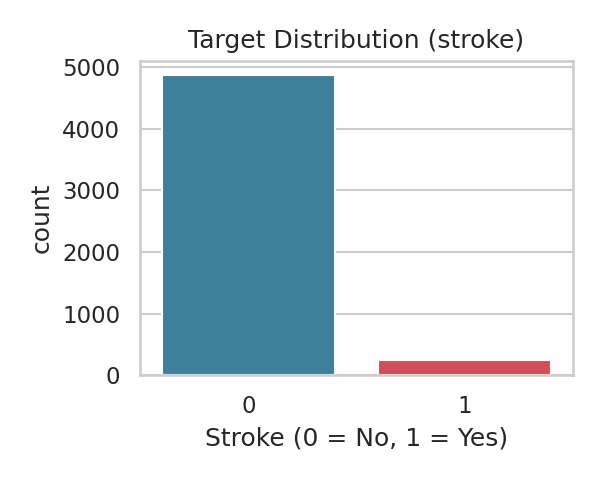 Target Distribution (stroke)
5000
4000
3000
2000
1000
0
count
0 1
Stroke (0 = No, 1 = Yes)